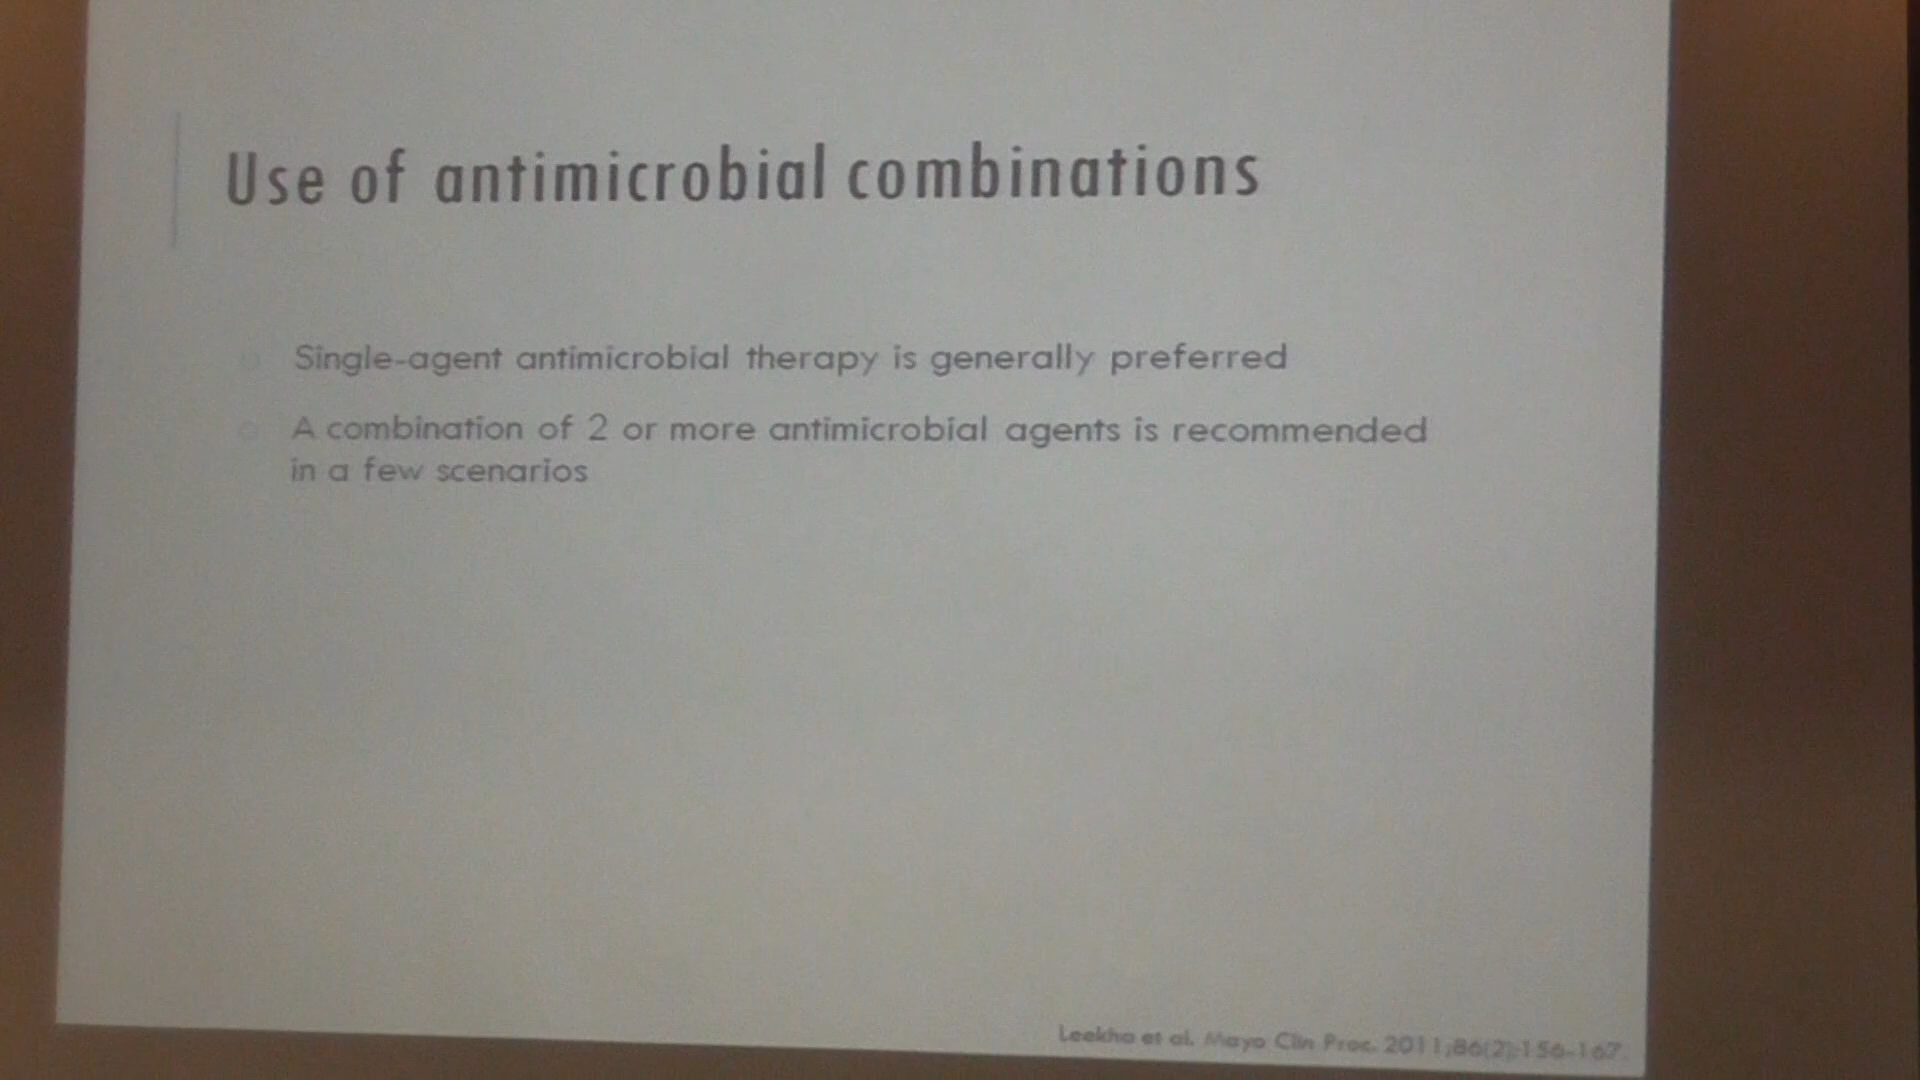 Use of antimicrobial combinations
Single-agent antimicrobial therapy is generally preferred
A combination of 2 or more antimicrobial agents is recommended
in a few scenarios
Leekha et al. Mayo Clin Proc. 2011;86(2):156-167.